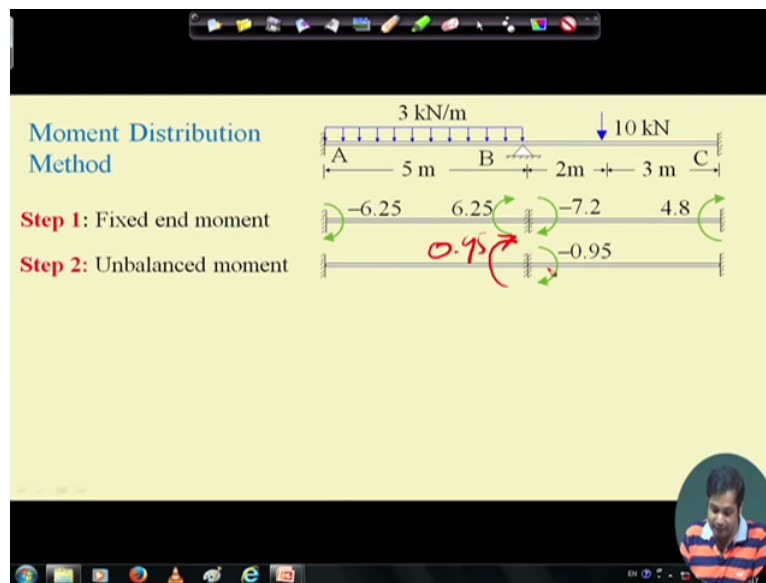 Moment Distribution
Method
3 kN/m
10 kN
A
B
C
5 m
2m
3 m
Step 1: Fixed end moment
−6.25
6.25
−7.2
4.8
Step 2: Unbalanced moment
0.95
−0.95
EN